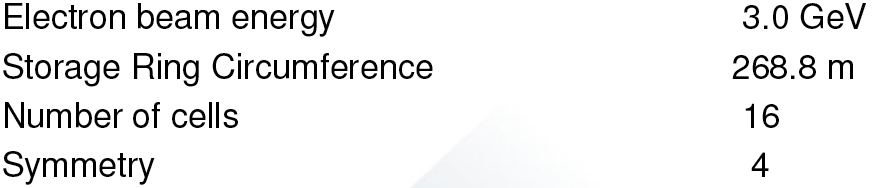 Electron beam energy 3.0 GeV
Storage Ring Circumference 268.8 m
Number of cells 16
Symmetry 4